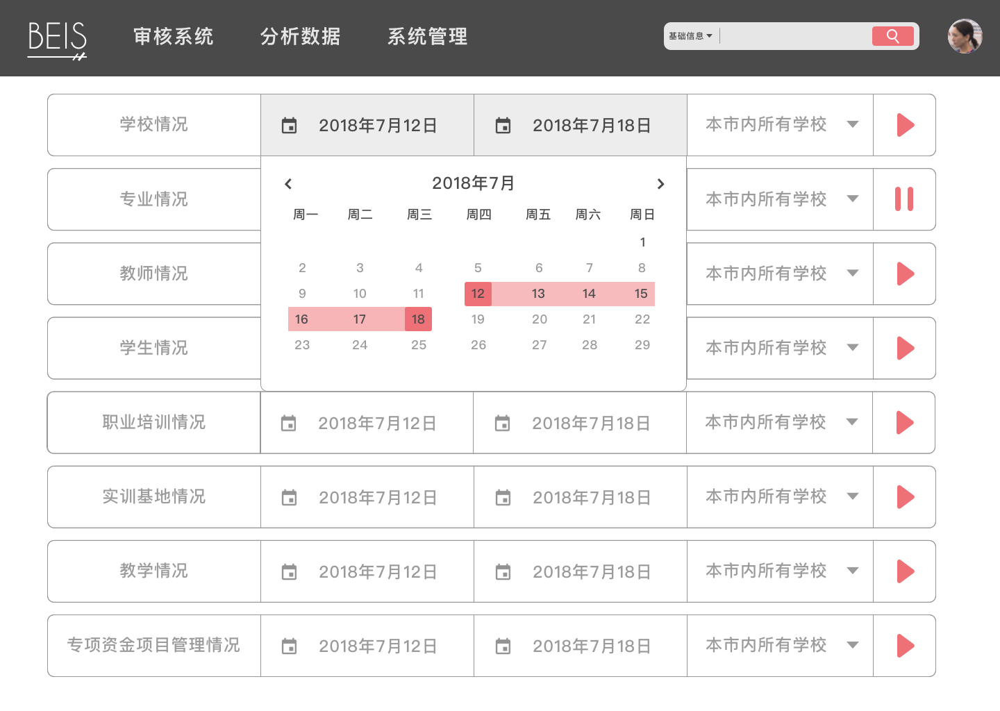 BEIS 审核系统 分析数据 系统管理 基础信息
学校情况 2018年7月12日 2018年7月18日 本市内所有学校
2018年7月
周一 周二 周三 周四 周五 周六 周日
1
2 3 4 5 6 7 8
9 10 11 12 13 14 15
16 17 18 19 20 21 22
23 24 25 26 27 28 29
专业情况 本市内所有学校
教师情况 本市内所有学校
学生情况 本市内所有学校
职业培训情况 2018年7月12日 2018年7月18日 本市内所有学校
实训基地情况 2018年7月12日 2018年7月18日 本市内所有学校
教学情况 2018年7月12日 2018年7月18日 本市内所有学校
专项资金项目管理情况 2018年7月12日 2018年7月18日 本市内所有学校